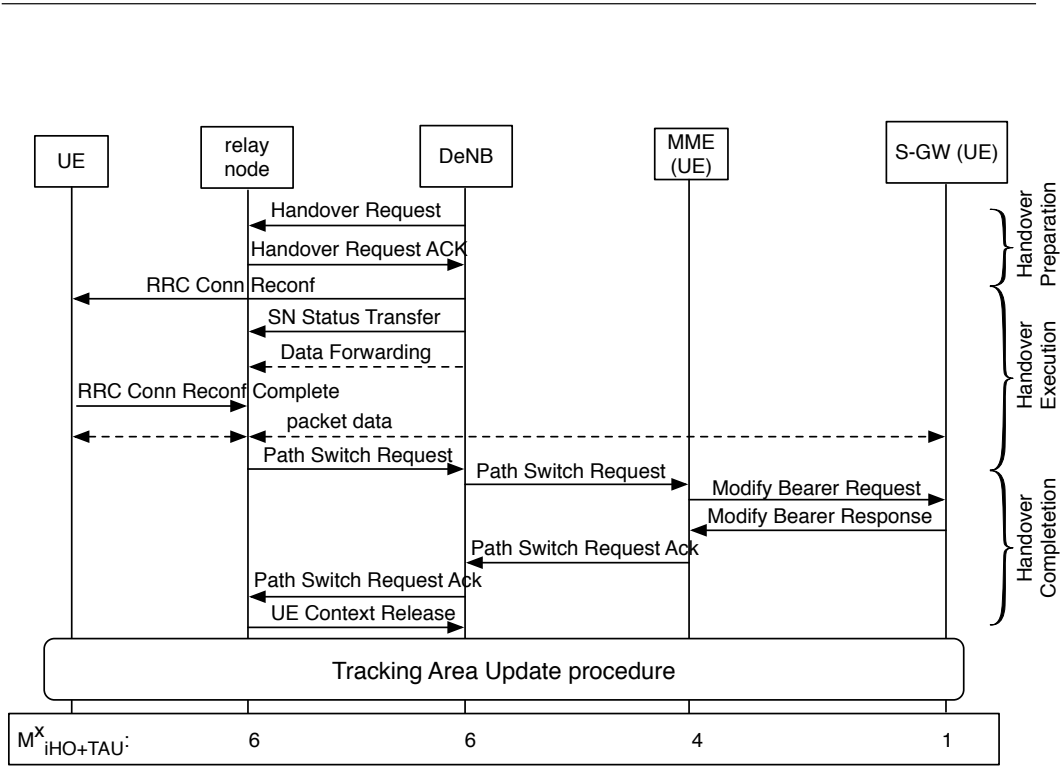 UE
relay
node
DeNB
MME
(UE)
S-GW (UE)
Handover Request
Handover Request ACK
RRC Conn Reconf
SN Status Transfer
Data Forwarding
RRC Conn Reconf Complete
packet data
Path Switch Request
Path Switch Request
Modify Bearer Request
Modify Bearer Response
Path Switch Request Ack
Path Switch Request Ack
UE Context Release
Handover
Preparation
Handover
Execution
Handover
Completetion
Tracking Area Update procedure
M^x_iHO+TAU: 6 6 4 1